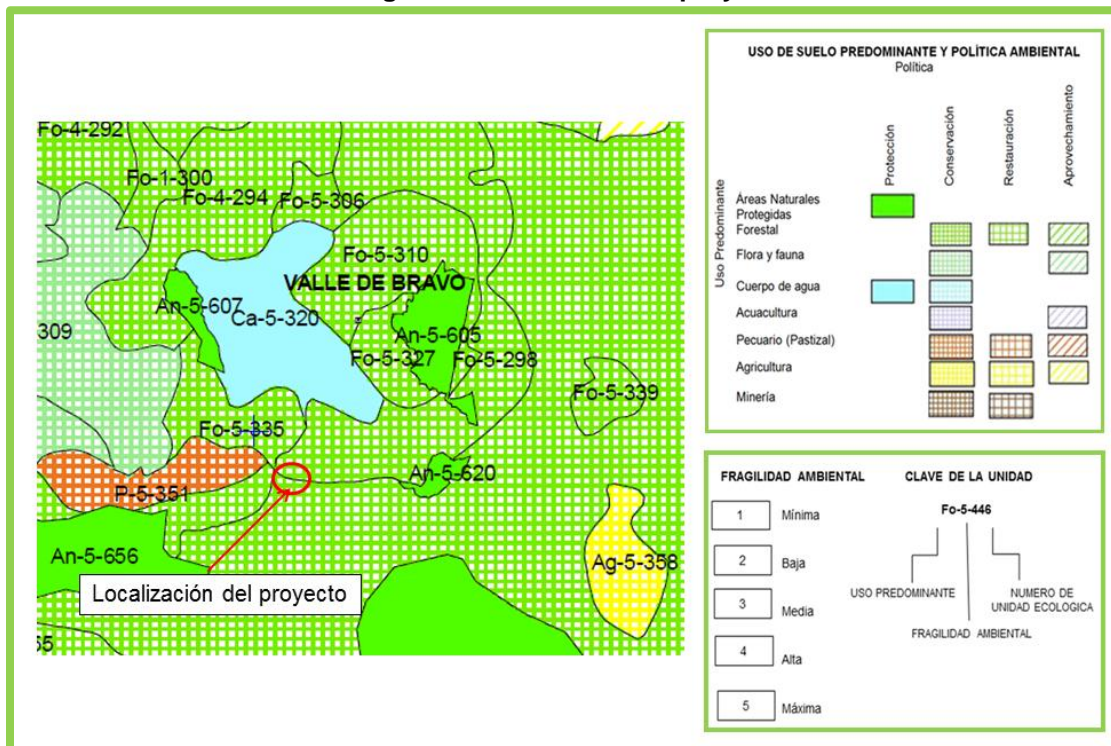 Fo-4-292
Fo-1-300
Fo-4-294
Fo-5-306
Fo-5-310
VALLE DE BRAVO
An-5-607
Ca-5-320
An-5-605
309
Fo-5-327
Fo-5-298
Fo-5-339
Fo-5-335
An-5-620
P-5-351
An-5-656
Ag-5-358
Localización del proyecto
USO DE SUELO PREDOMINANTE Y POLÍTICA AMBIENTAL
Política
Protección
Conservación
Restauración
Aprovechamiento
Uso Predominante
Áreas Naturales
Protegidas
Forestal
Flora y fauna
Cuerpo de agua
Acuacultura
Pecuario (Pastizal)
Agricultura
Minería
FRAGILIDAD AMBIENTAL
1 Mínima
2 Baja
3 Media
4 Alta
5 Máxima
CLAVE DE LA UNIDAD
Fo-5-446
USO PREDOMINANTE
NUMERO DE
UNIDAD ECOLOGICA
FRAGILIDAD AMBIENTAL